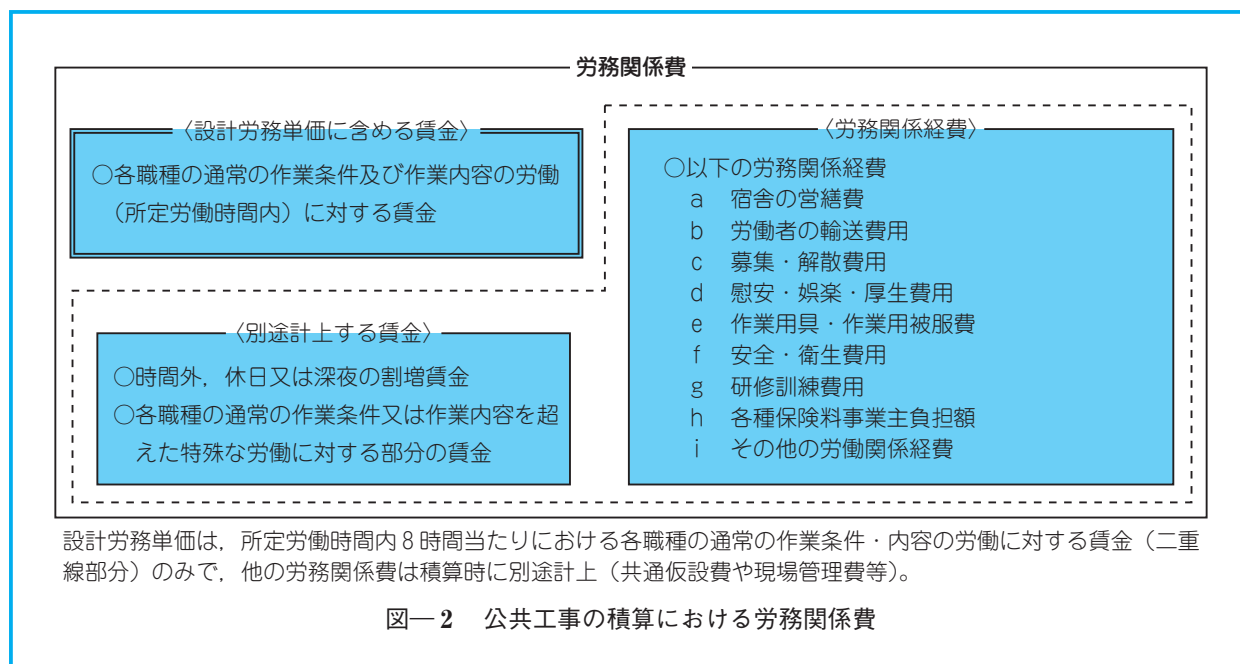 労務関係費
〈設計労務単価に含める賃金〉
○各職種の通常の作業条件及び作業内容の労働
（所定労働時間内）に対する賃金
〈別途計上する賃金〉
○時間外，休日又は深夜の割増賃金
○各職種の通常の作業条件又は作業内容を超
えた特殊な労働に対する部分の賃金
〈労務関係経費〉
○以下の労務関係経費
a　宿舎の営繕費
b　労働者の輸送費用
c　募集・解散費用
d　慰安・娯楽・厚生費用
e　作業用具・作業用被服費
f　安全・衛生費用
g　研修訓練費用
h　各種保険料事業主負担額
i　その他の労働関係経費
設計労務単価は，所定労働時間内８時間当たりにおける各職種の通常の作業条件・内容の労働に対する賃金（二重
線部分）のみで，他の労務関係費は積算時に別途計上（共通仮設費や現場管理費等）。
図―2　公共工事の積算における労務関係費